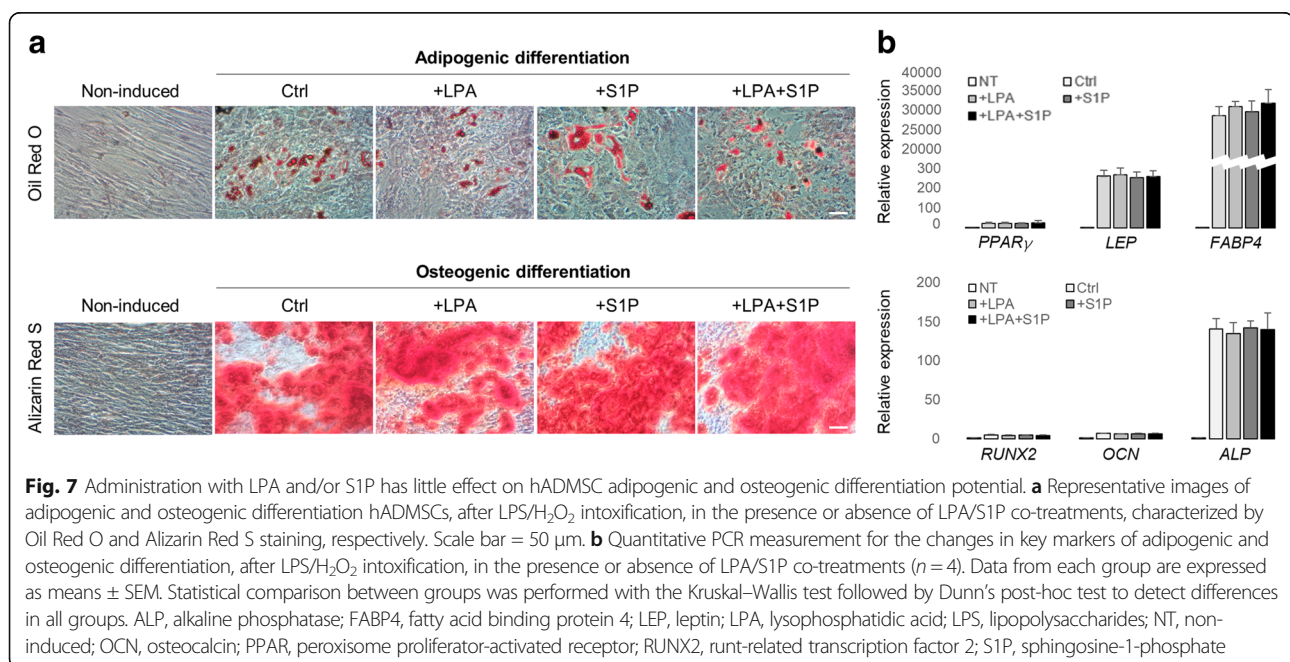 a
Adipogenic differentiation
Non-induced Ctrl +LPA +S1P +LPA+S1P
Oil Red O
Osteogenic differentiation
Non-induced Ctrl +LPA +S1P +LPA+S1P
Alizarin Red S
b
Relative expression
40000
35000
30000
25000
20000
300
200
100
0
NT Ctrl
+LPA +S1P
+LPA+S1P
PPARγ LEP FABP4
Relative expression
200
150
100
50
0
NT Ctrl
+LPA +S1P
+LPA+S1P
RUNX2 OCN ALP
Fig. 7 Administration with LPA and/or S1P has little effect on hADMSC adipogenic and osteogenic differentiation potential. a Representative images of
adipogenic and osteogenic differentiation hADMSCs, after LPS/H₂O₂ intoxification, in the presence or absence of LPA/S1P co-treatments, characterized by
Oil Red O and Alizarin Red S staining, respectively. Scale bar = 50 μm. b Quantitative PCR measurement for the changes in key markers of adipogenic and
osteogenic differentiation, after LPS/H₂O₂ intoxification, in the presence or absence of LPA/S1P co-treatments (n = 4). Data from each group are expressed
as means ± SEM. Statistical comparison between groups was performed with the Kruskal–Wallis test followed by Dunn's post-hoc test to detect differences
in all groups. ALP, alkaline phosphatase; FABP4, fatty acid binding protein 4; LEP, leptin; LPA, lysophosphatidic acid; LPS, lipopolysaccharides; NT, non-
induced; OCN, osteocalcin; PPAR, peroxisome proliferator-activated receptor; RUNX2, runt-related transcription factor 2; S1P, sphingosine-1-phosphate